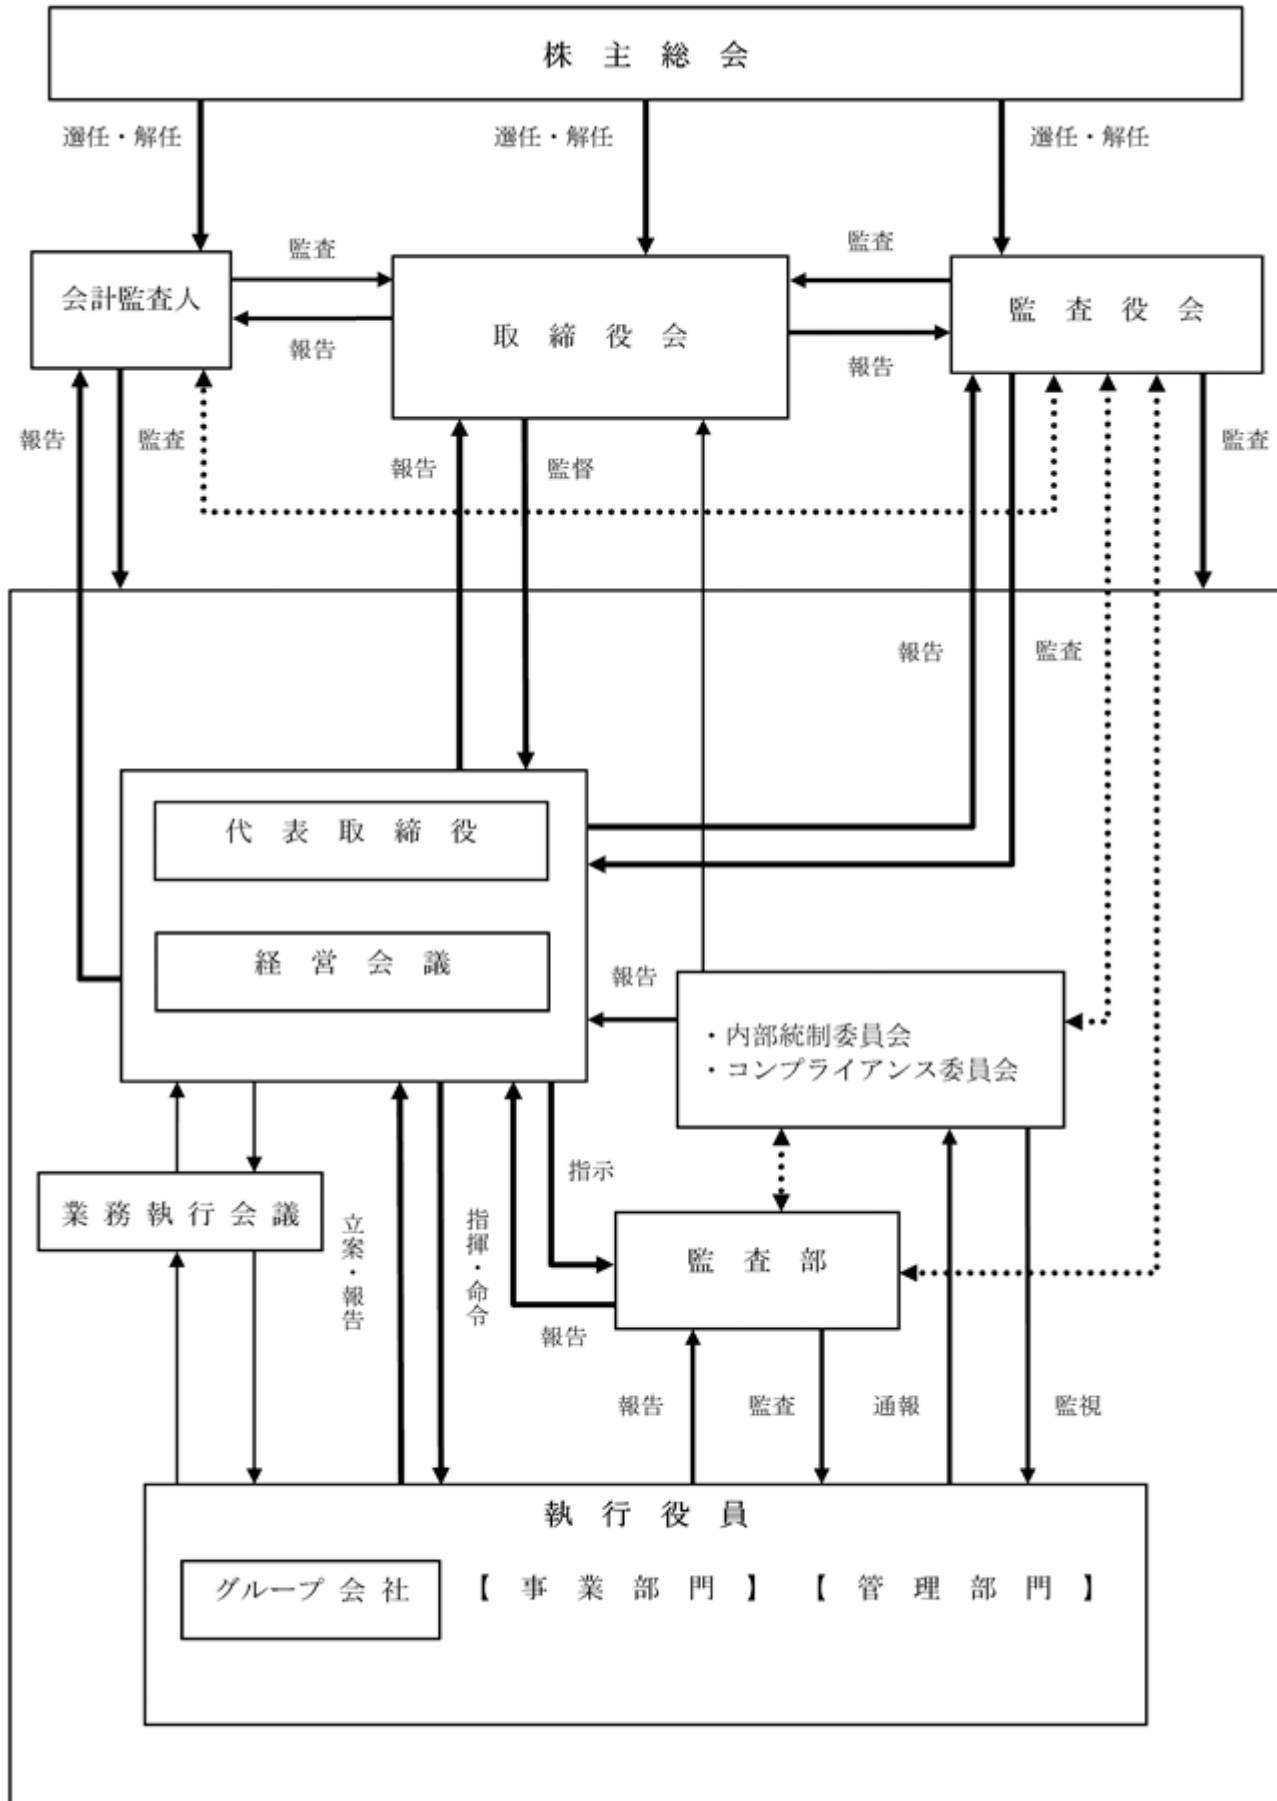 株主総会
選任・解任
選任・解任
選任・解任
監査
監査
会計監査人
取締役会
監査役会
報告
報告
報告
監査
報告
監督
監査
報告
監査
代表取締役
経営会議
報告
・内部統制委員会
・コンプライアンス委員会
指示
業務執行会議
立案・報告
指揮・命令
監査部
報告
報告
監査
通報
監視
執行役員
グループ会社
【事業部門】
【管理部門】